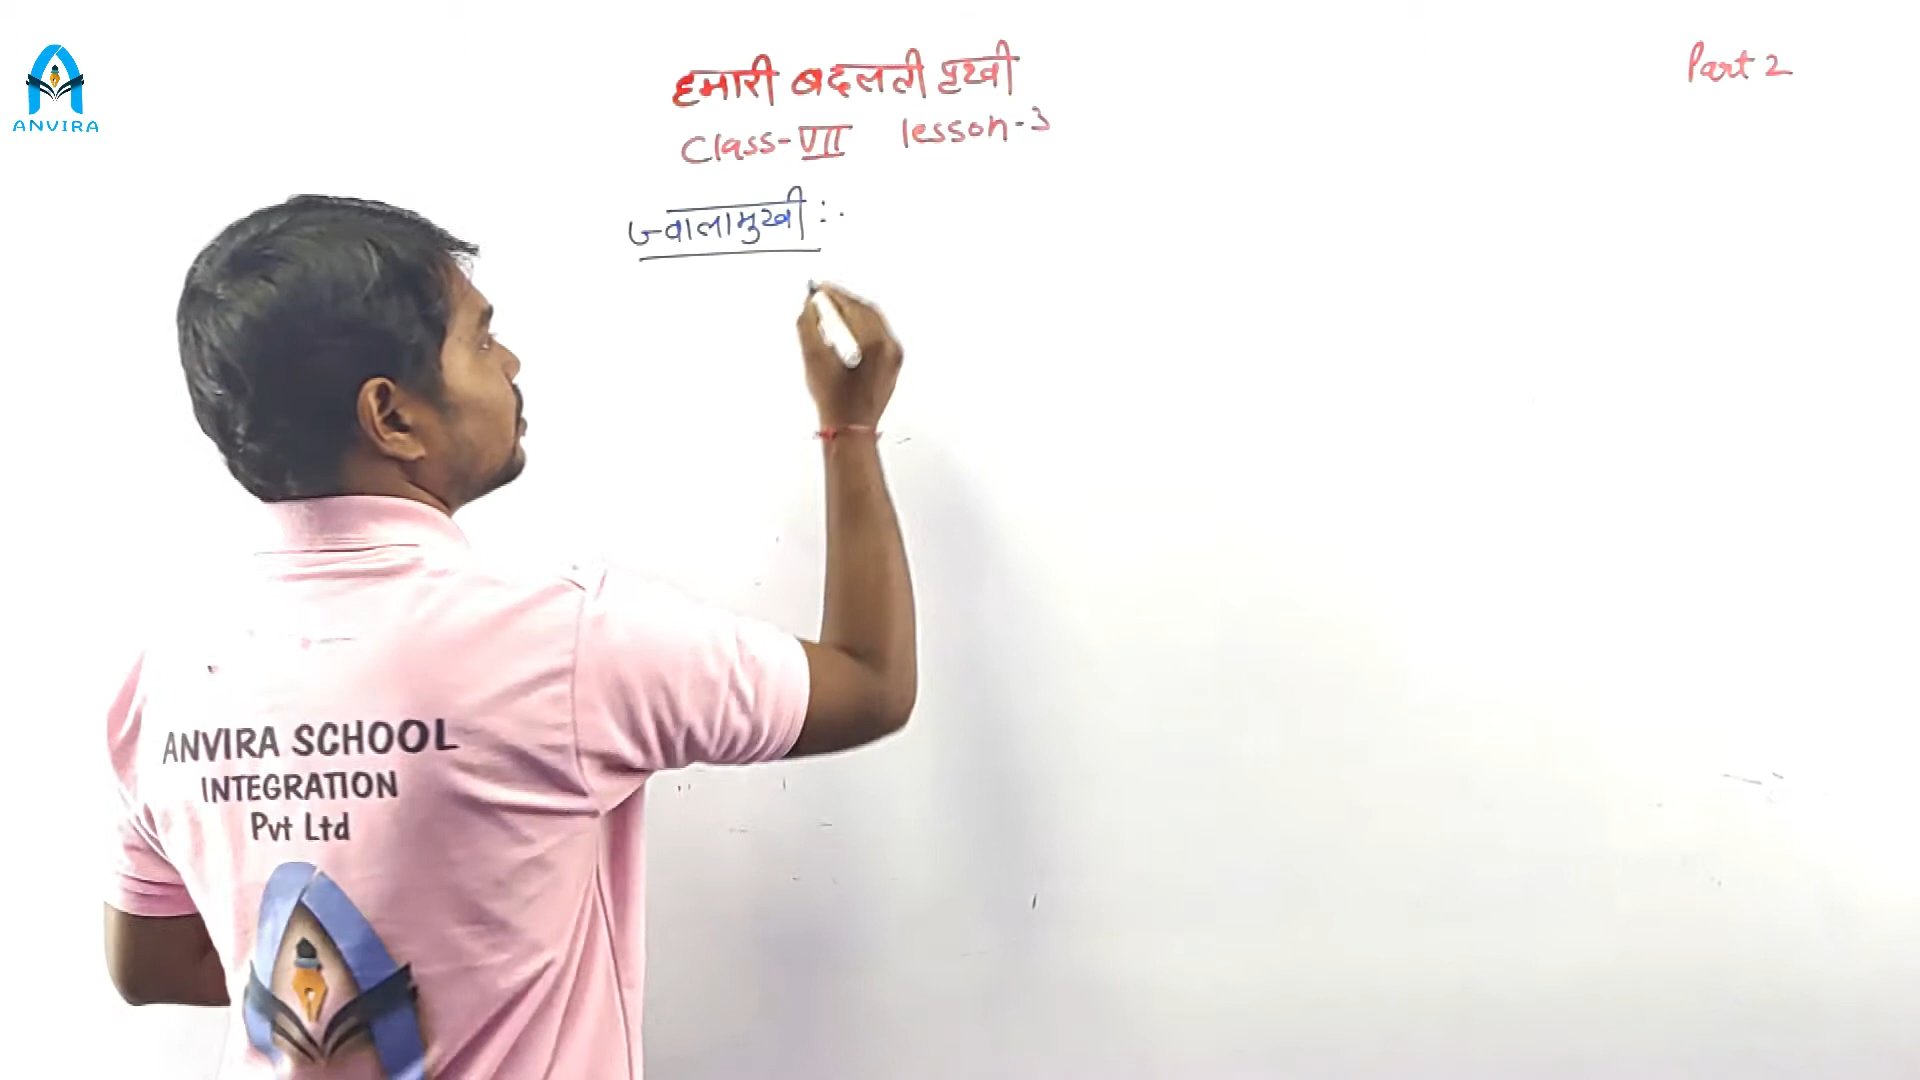 ANVIRA
हमारी बदलती पृथ्वी
Part 2
Class-VII lesson-3
ज्वालामुखी :-
ANVIRA SCHOOL
INTEGRATION
Pvt Ltd